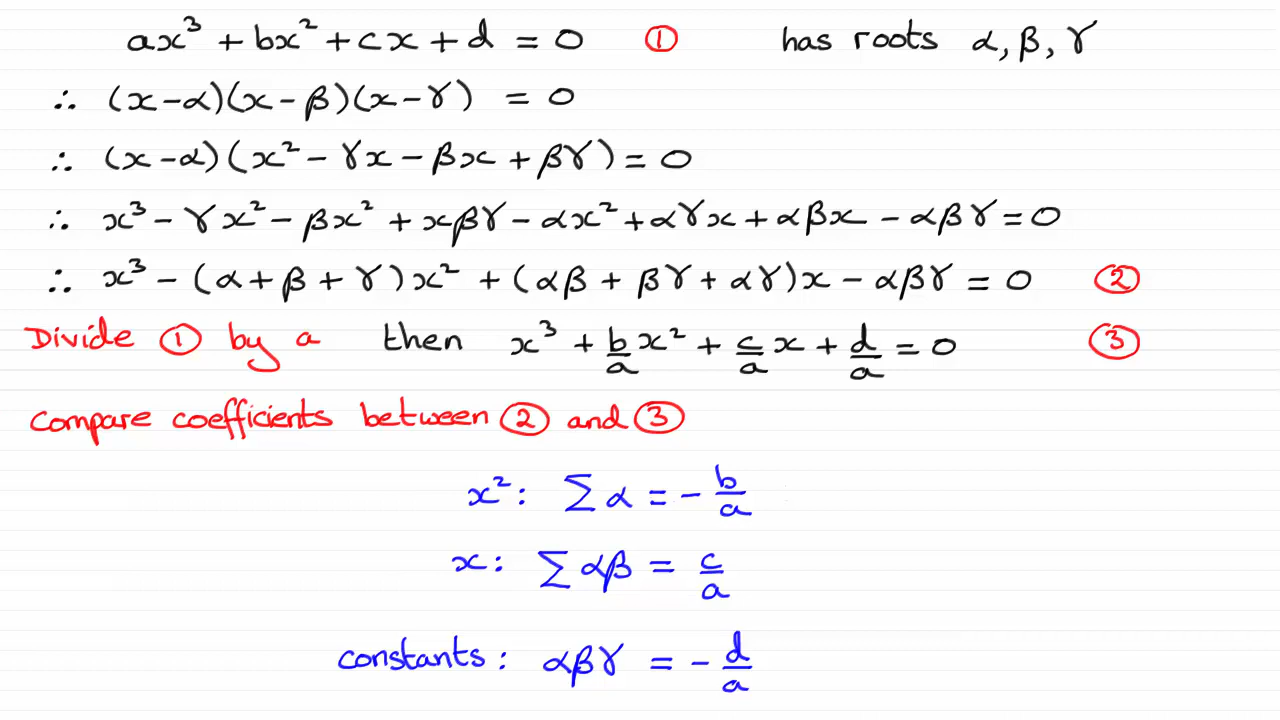 ax³ + bx² + cx + d = 0 ① has roots α, β, γ
∴ (x-α)(x-β)(x-γ) = 0
∴ (x-α)(x² - γx - βx + βγ) = 0
∴ x³ - γx² - βx² + xβγ - αx² + αγx + αβx - αβγ = 0
∴ x³ - (α + β + γ)x² + (αβ + βγ + αγ)x - αβγ = 0 ②
Divide ① by a then x³ + b/a x² + c/a x + d/a = 0 ③
Compare coefficients between ② and ③
x²: ∑ α = - b/a
x: ∑ αβ = c/a
constants: αβγ = - d/a